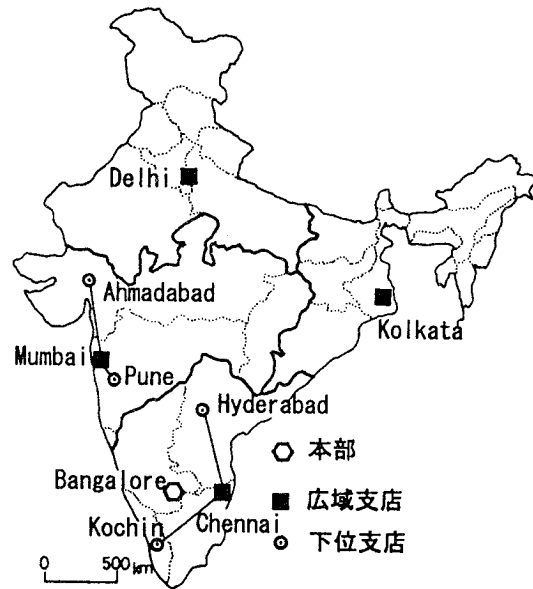 Delhi
Ahmadabad
Kolkata
Mumbai
Pune
Hyderabad
本部
Bangalore
広域支店
Kochin
Chennai
下位支店
0 500km